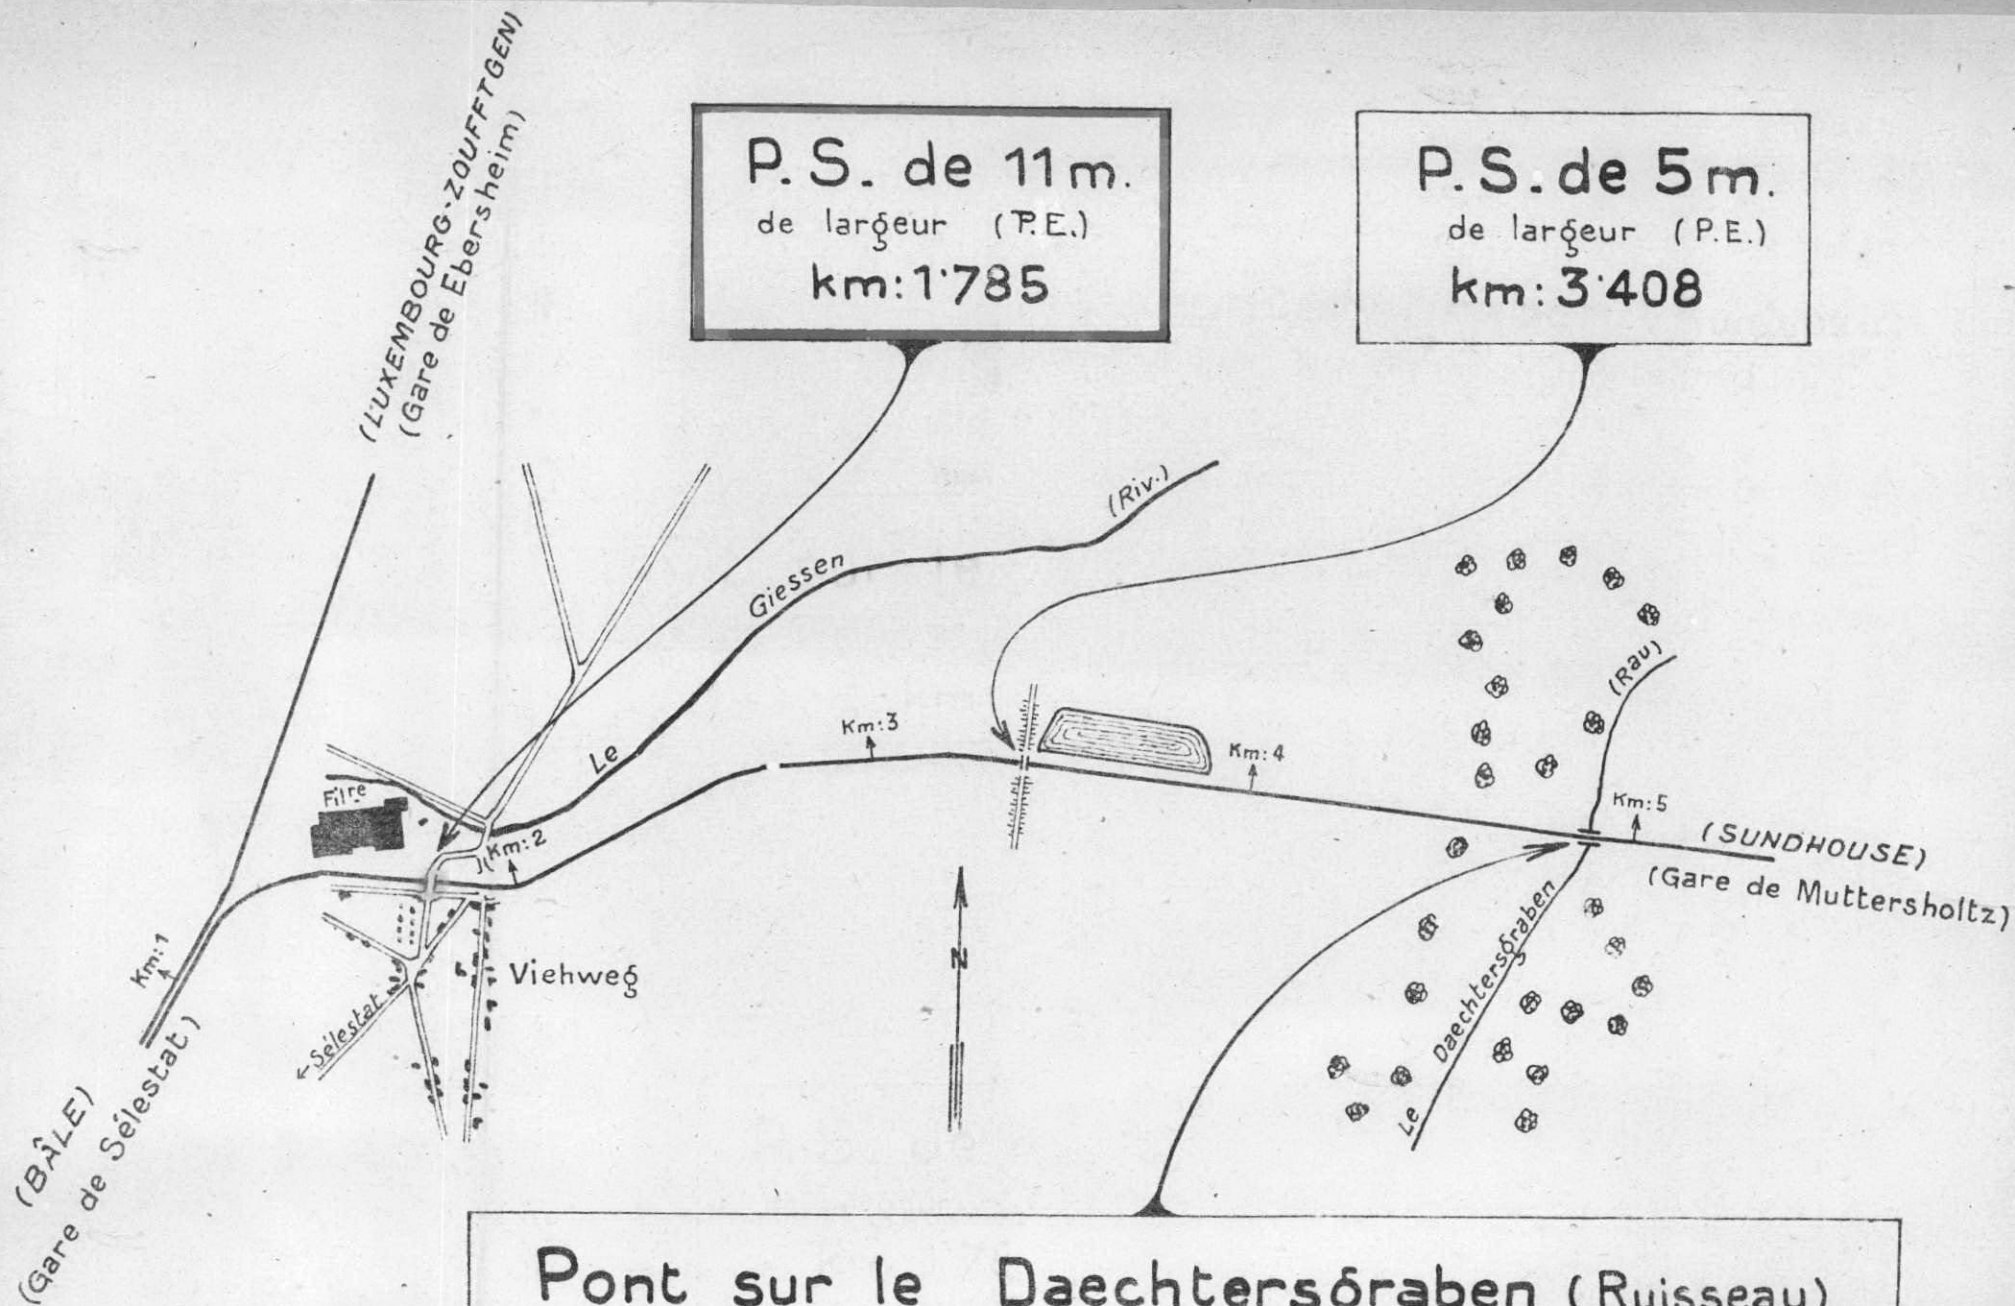 (LUXEMBOURG-ZOUFFTGEN)
(Gare de Ebersheim)
P.S. de 11m.
de largeur (P.E.)
km:1·785
P.S. de 5m.
de largeur (P.E.)
km:3·408
(Riv.)
Giessen
Le
(Rau)
Km:3
Km:4
Km:5
Filre
Km:2
(SUNDHOUSE)
(Gare de Muttersholtz)
Km:1
Viehweg
N
←Sélestat
Daechtersgraben
Le
(BÂLE)
(Gare de Sélestat)
Pont sur le Daechtersgraben (Ruisseau)